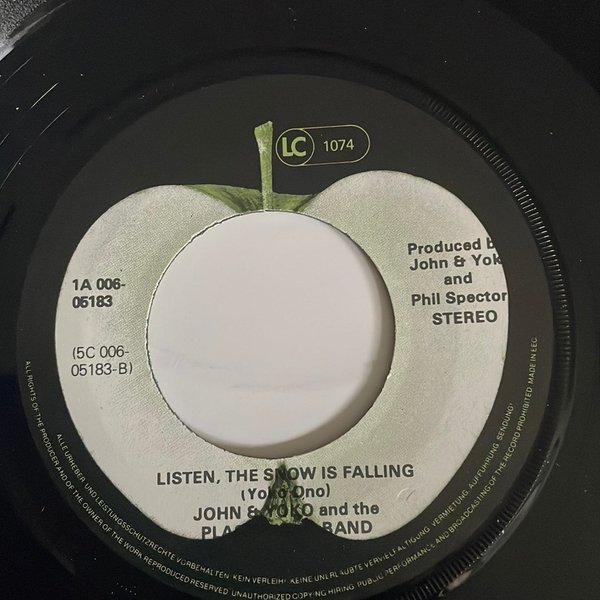 LC 1074
1A 006-
05183
(5C 006-
05183-B)
Produced b
John & Yok
and
Phil Spector
STEREO
LISTEN, THE SNOW IS FALLING
(Yoko Ono)
JOHN & YOKO and the
BAND
ALL RIGHTS OF THE PRODUCER AND OF THE OWNER OF THE WORK REPRODUCED RESERVED. UNAUTHORIZED COPYING HIRING PUBLIC PERFORMANCE AND BROADCASTING OF THE RECORD PROHIBITED. MADE IN EEC
ALLE URHEBER- UND LEISTUNGSSCHUTZRECHTE VORBEHALTEN. KEIN VERLEIH! KEINE UNERLAUBTE VERVIELFÄLTIGUNG, VERMIETUNG, AUFFÜHRUNG, SENDUNG!